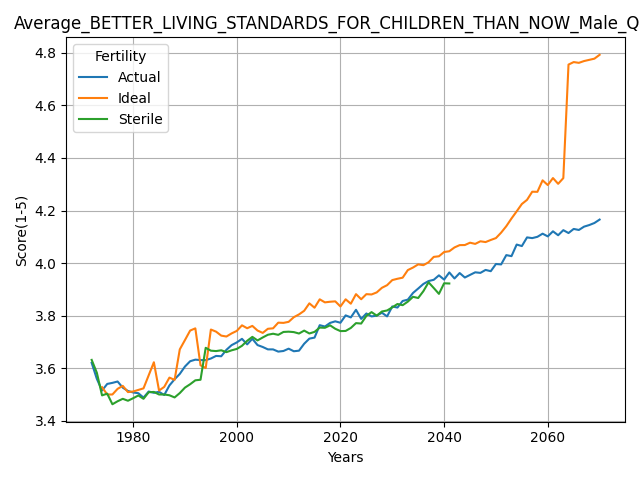 Average_BETTER_LIVING_STANDARDS_FOR_CHILDREN_THAN_NOW_Male_Q
Fertility
Actual
Ideal
Sterile
Score(1-5)
4.8
4.6
4.4
4.2
4.0
3.8
3.6
3.4
1980 2000 2020 2040 2060
Years